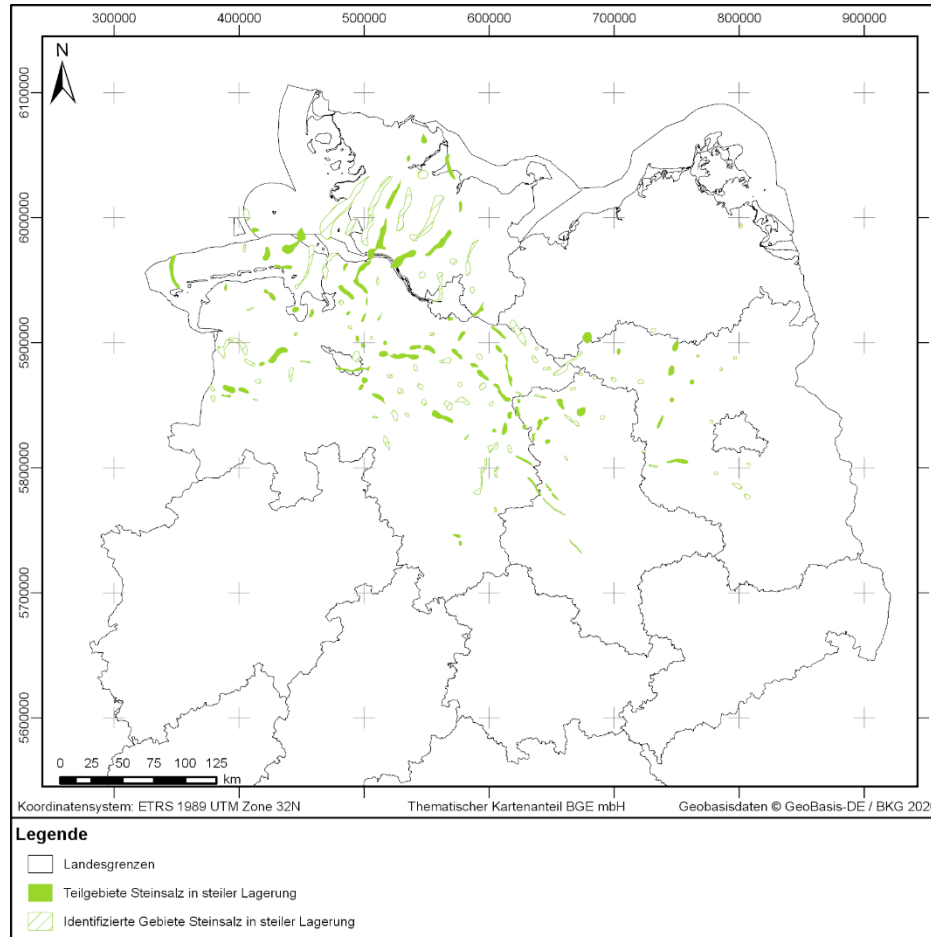 300000 400000 500000 600000 700000 800000 900000
N
6100000
6000000
5900000
5800000
5700000
5600000
0 25 50 75 100 125
km
Koordinatensystem: ETRS 1989 UTM Zone 32N Thematischer Kartenanteil BGE mbH Geobasisdaten © GeoBasis-DE / BKG 2020
Legende
Landesgrenzen
Teilgebiete Steinsalz in steiler Lagerung
Identifizierte Gebiete Steinsalz in steiler Lagerung